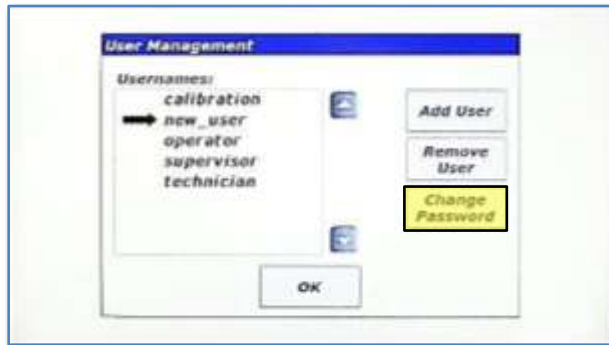 User Management
Usernames:
calibration
new_user
operator
supervisor
technician
Add User
Remove
User
Change
Password
OK